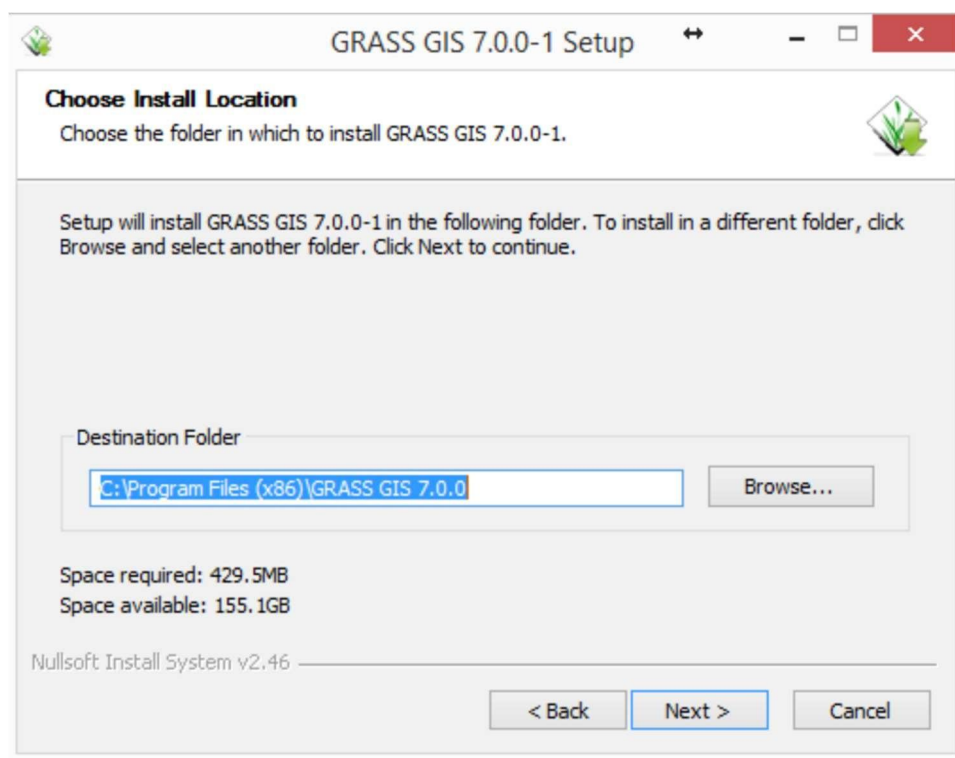 GRASS GIS 7.0.0-1 Setup
Choose Install Location
Choose the folder in which to install GRASS GIS 7.0.0-1.
Setup will install GRASS GIS 7.0.0-1 in the following folder. To install in a different folder, click
Browse and select another folder. Click Next to continue.
Destination Folder
C:\Program Files (x86)\GRASS GIS 7.0.0
Browse...
Space required: 429.5MB
Space available: 155.1GB
Nullsoft Install System v2.46
< Back
Next >
Cancel